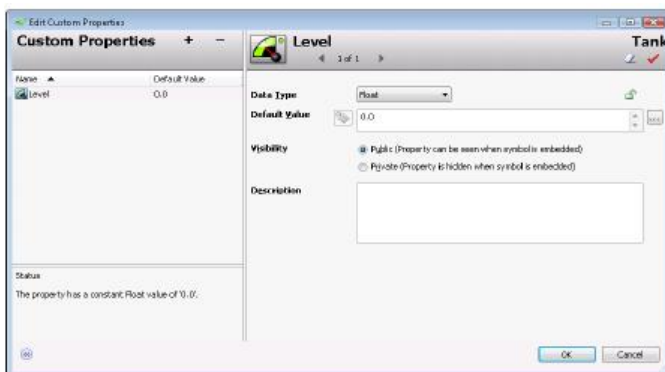 Edit Custom Properties
Custom Properties + −
Name Default Value
Level 0.0
Status
The property has a constant Float value of '0.0'.
Level
1 of 1
Tank
Data Type Float
Default Value 0.0
Visibility
Public (Property can be seen when symbol is embedded)
Private (Property is hidden when symbol is embedded)
Description
OK Cancel